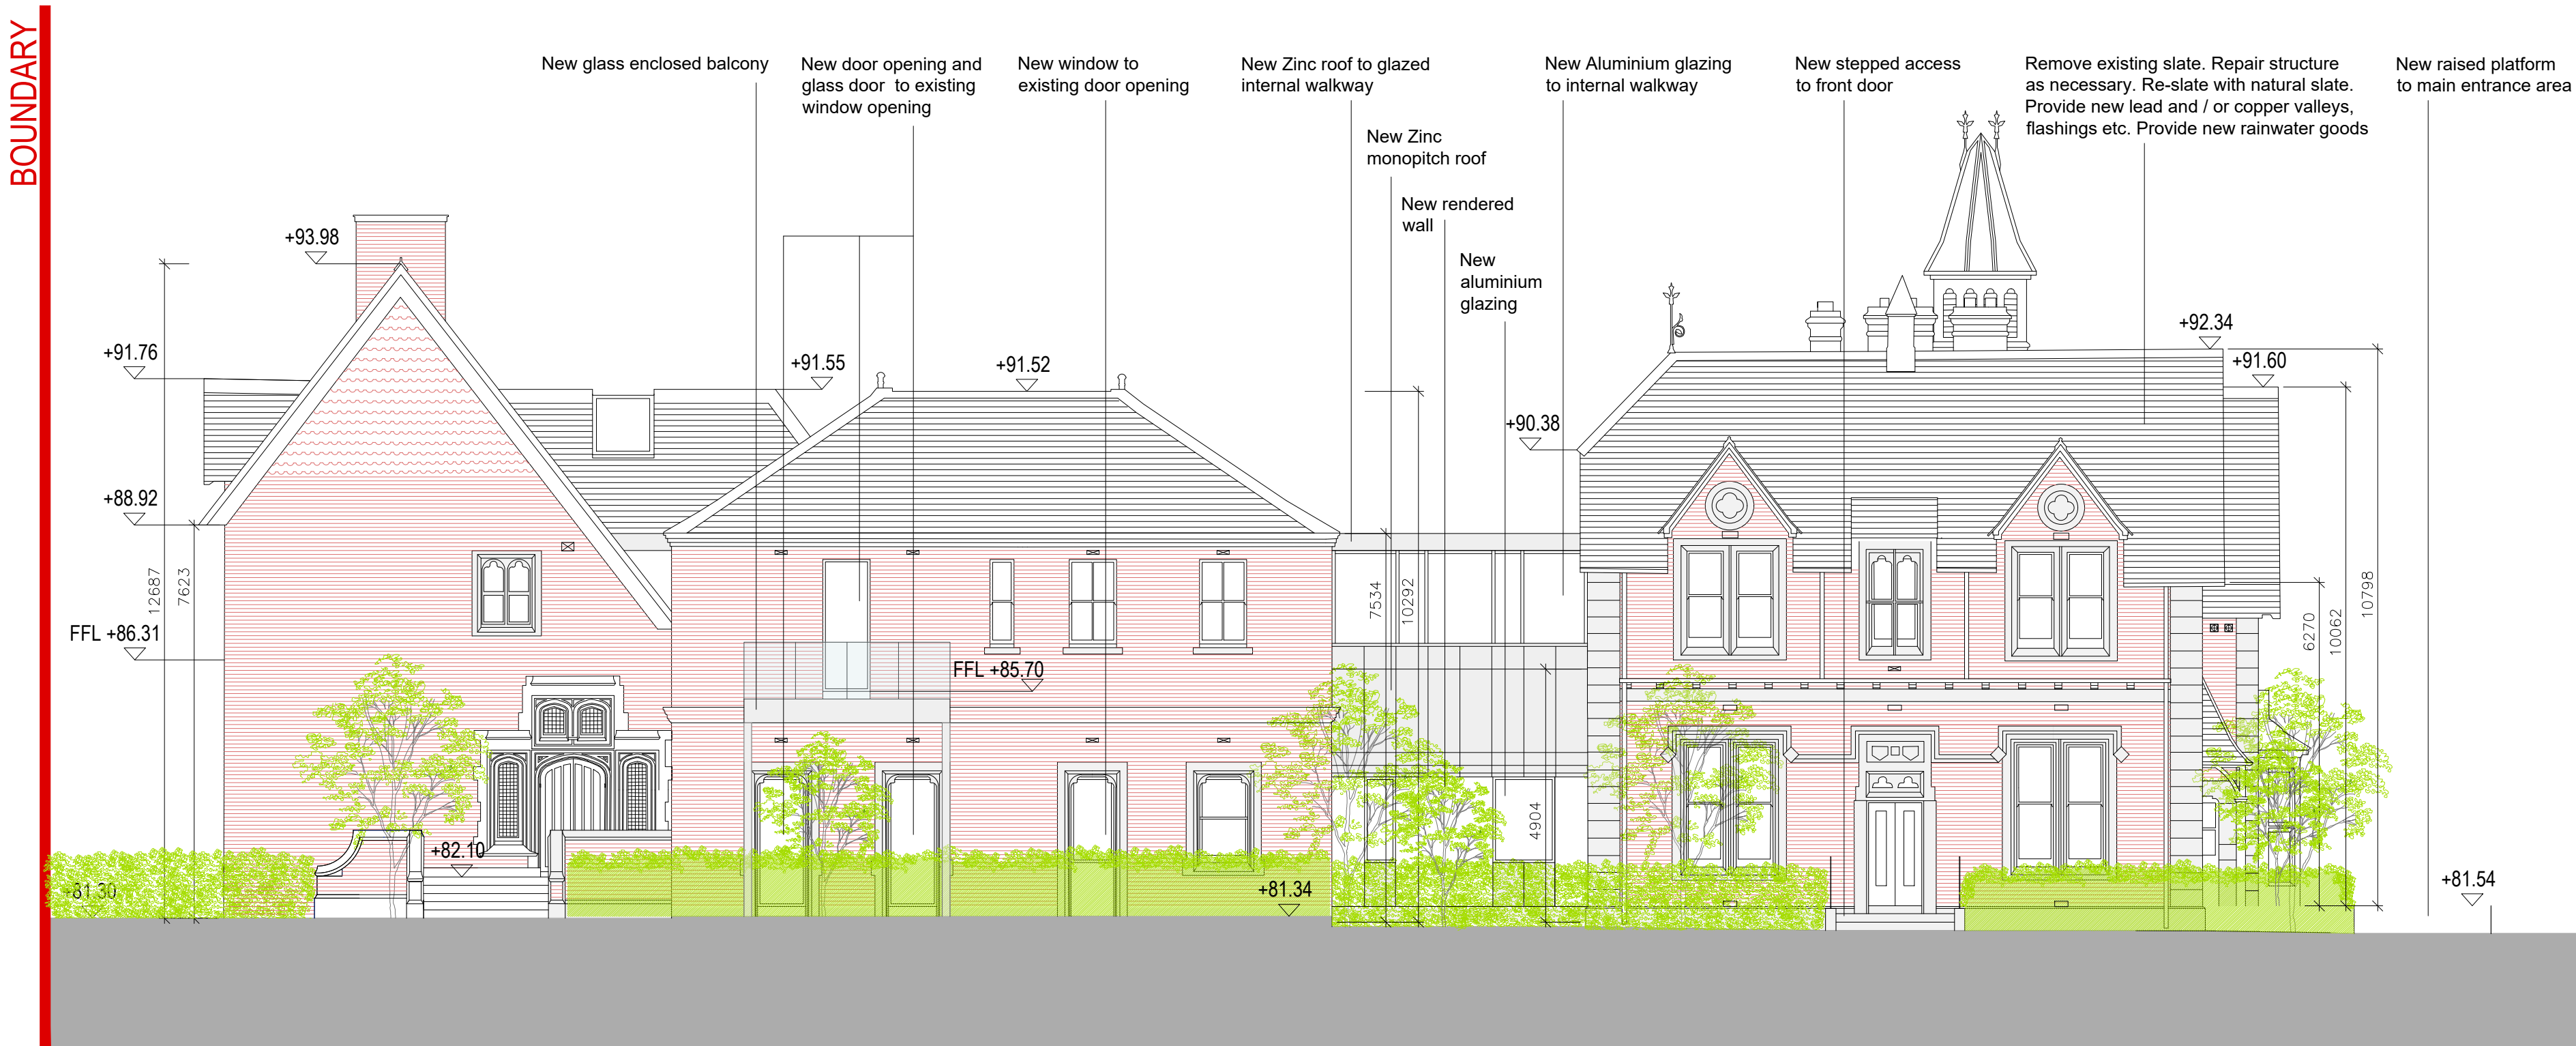 BOUNDARY
New glass enclosed balcony
New door opening and
glass door to existing
window opening
New window to
existing door opening
New Zinc roof to glazed
internal walkway
New Zinc
monopitch roof
New rendered
wall
New
aluminium
glazing
New Aluminium glazing
to internal walkway
New stepped access
to front door
Remove existing slate. Repair structure
as necessary. Re-slate with natural slate.
Provide new lead and / or copper valleys,
flashings etc. Provide new rainwater goods
New raised platform
to main entrance area
+93.98
+91.76
+88.92
12687
7623
FFL +86.31
+81.30
+82.10
+91.55
+91.52
FFL +85.70
+81.34
7534
10292
4904
+90.38
+92.34
+91.60
6270
10062
10798
+81.54